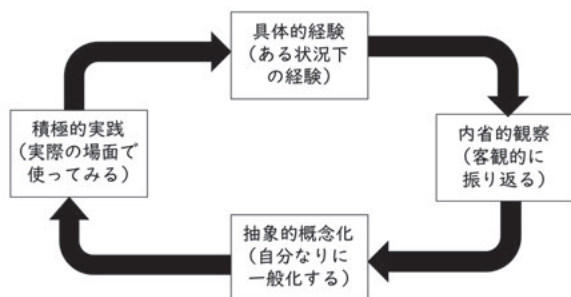 具体的経験
(ある状況下
の経験)
内省的観察
(客観的に
振り返る)
抽象的概念化
(自分なりに
一般化する)
積極的実践
(実際の場面で
使ってみる)